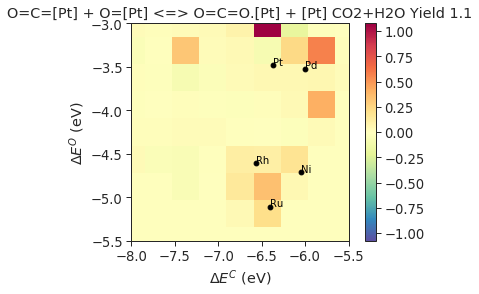 O=C=[Pt] + O=[Pt] <=> O=C=O.[Pt] + [Pt] CO2+H2O Yield 1.1
−3.0
−3.5
−4.0
−4.5
−5.0
−5.5
ΔE^O (eV)
Pt
Pd
Rh
Ni
Ru
−8.0 −7.5 −7.0 −6.5 −6.0 −5.5
ΔE^C (eV)
1.00
0.75
0.50
0.25
0.00
−0.25
−0.50
−0.75
−1.00